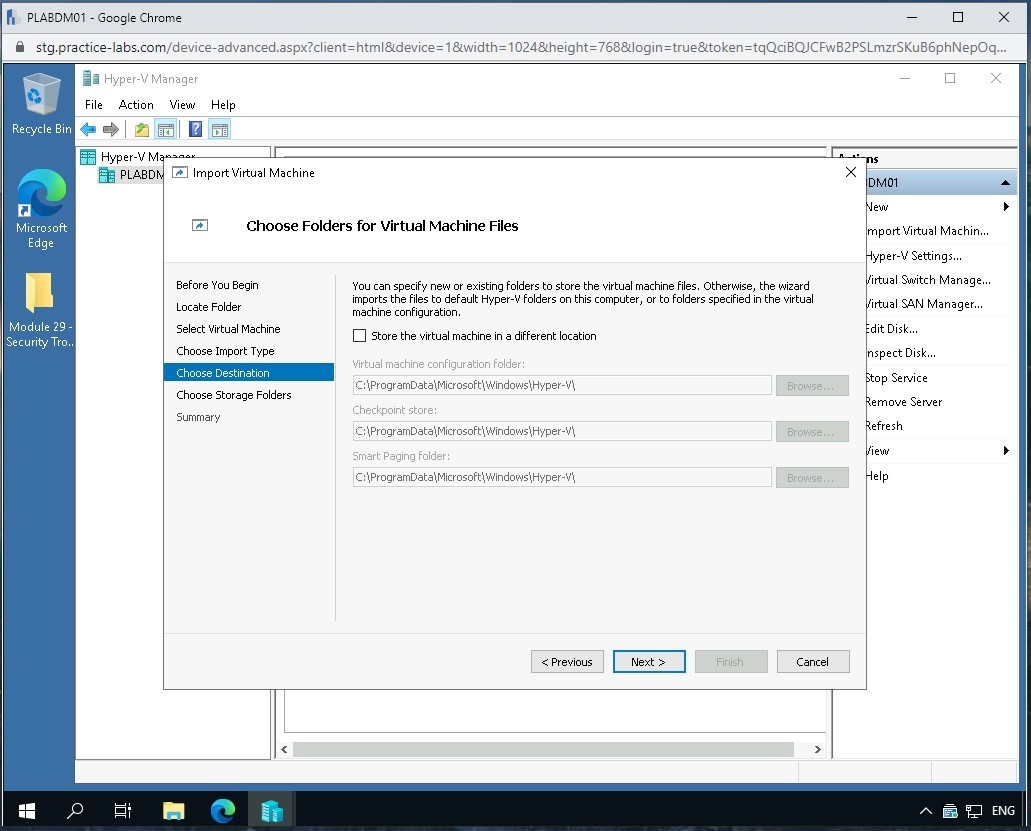 PLABDM01 - Google Chrome
stg.practice-labs.com/device-advanced.aspx?client=html&device=1&width=1024&height=768&login=true&token=tqQciBQJCFwB2PSLmzrSKuB6phNepOq...
Recycle Bin
Microsoft
Edge
Module 29 -
Security Tro...
Hyper-V Manager
File Action View Help
Hyper-V Manager
PLABDM
Import Virtual Machine
Choose Folders for Virtual Machine Files
Before You Begin
Locate Folder
Select Virtual Machine
Choose Import Type
Choose Destination
Choose Storage Folders
Summary
You can specify new or existing folders to store the virtual machine files. Otherwise, the wizard
imports the files to default Hyper-V folders on this computer, or to folders specified in the virtual
machine configuration.
Store the virtual machine in a different location
Virtual machine configuration folder:
C:\ProgramData\Microsoft\Windows\Hyper-V\ Browse...
Checkpoint store:
C:\ProgramData\Microsoft\Windows\Hyper-V\ Browse...
Smart Paging folder:
C:\ProgramData\Microsoft\Windows\Hyper-V\ Browse...
< Previous Next > Finish Cancel
Actions
BDM01
New
Import Virtual Machin...
Hyper-V Settings...
Virtual Switch Manage...
Virtual SAN Manager...
Edit Disk...
Inspect Disk...
Stop Service
Remove Server
Refresh
View
Help
ENG